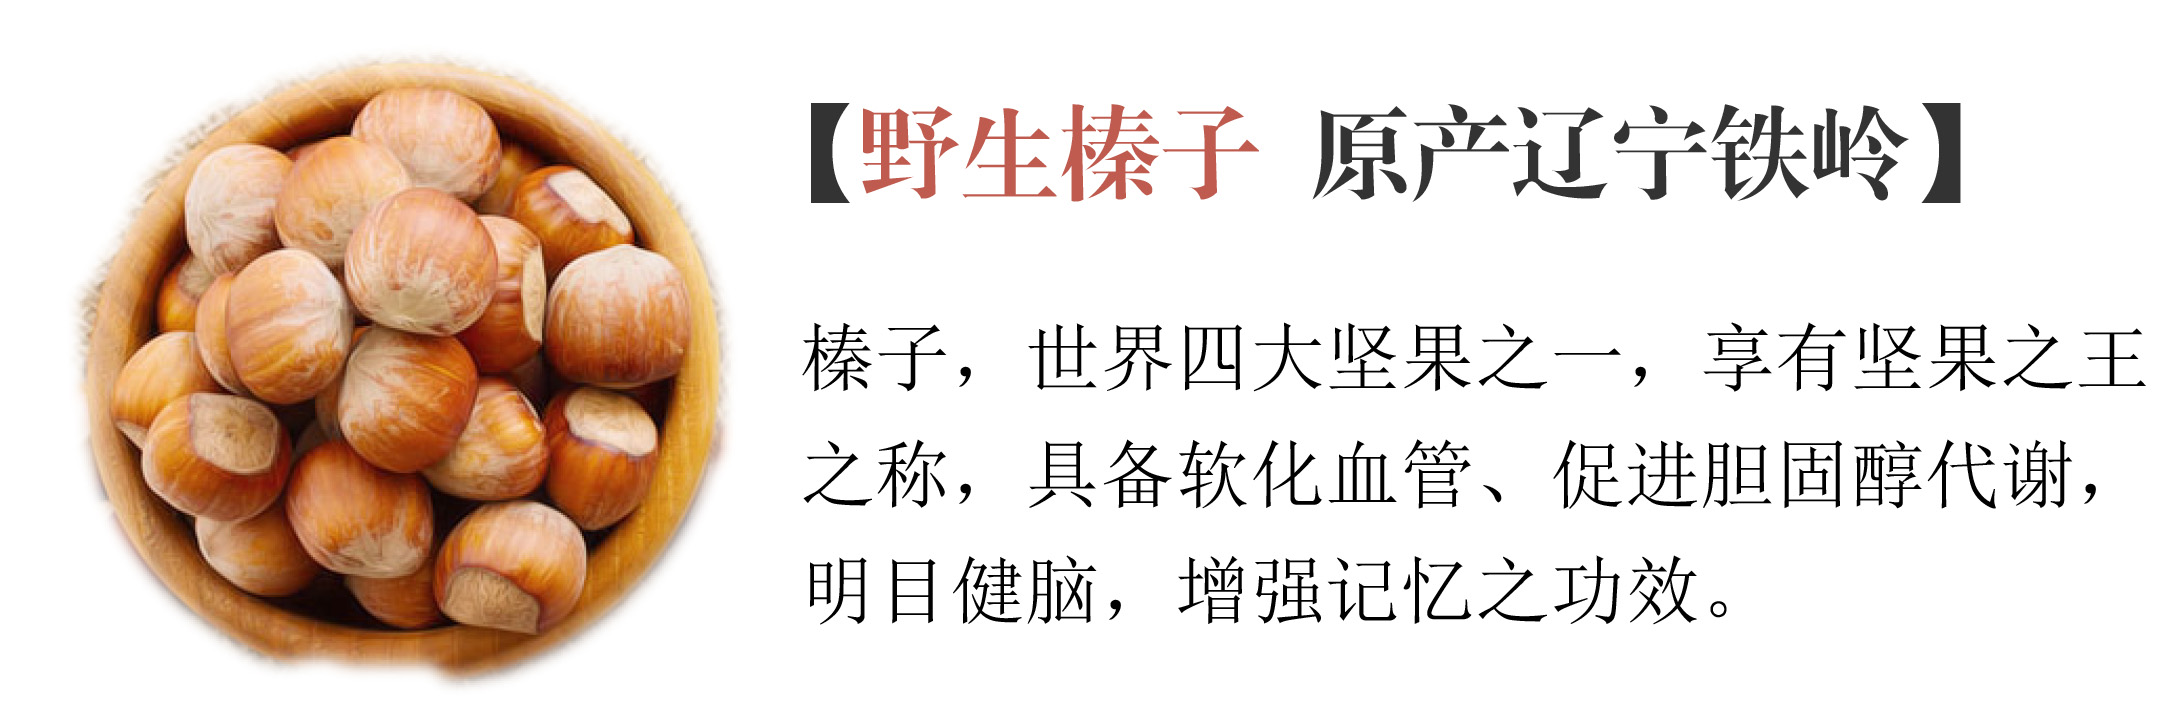 【野生榛子 原产辽宁铁岭】
榛子，世界四大坚果之一，享有坚果之王
之称，具备软化血管、促进胆固醇代谢，
明目健脑，增强记忆之功效。